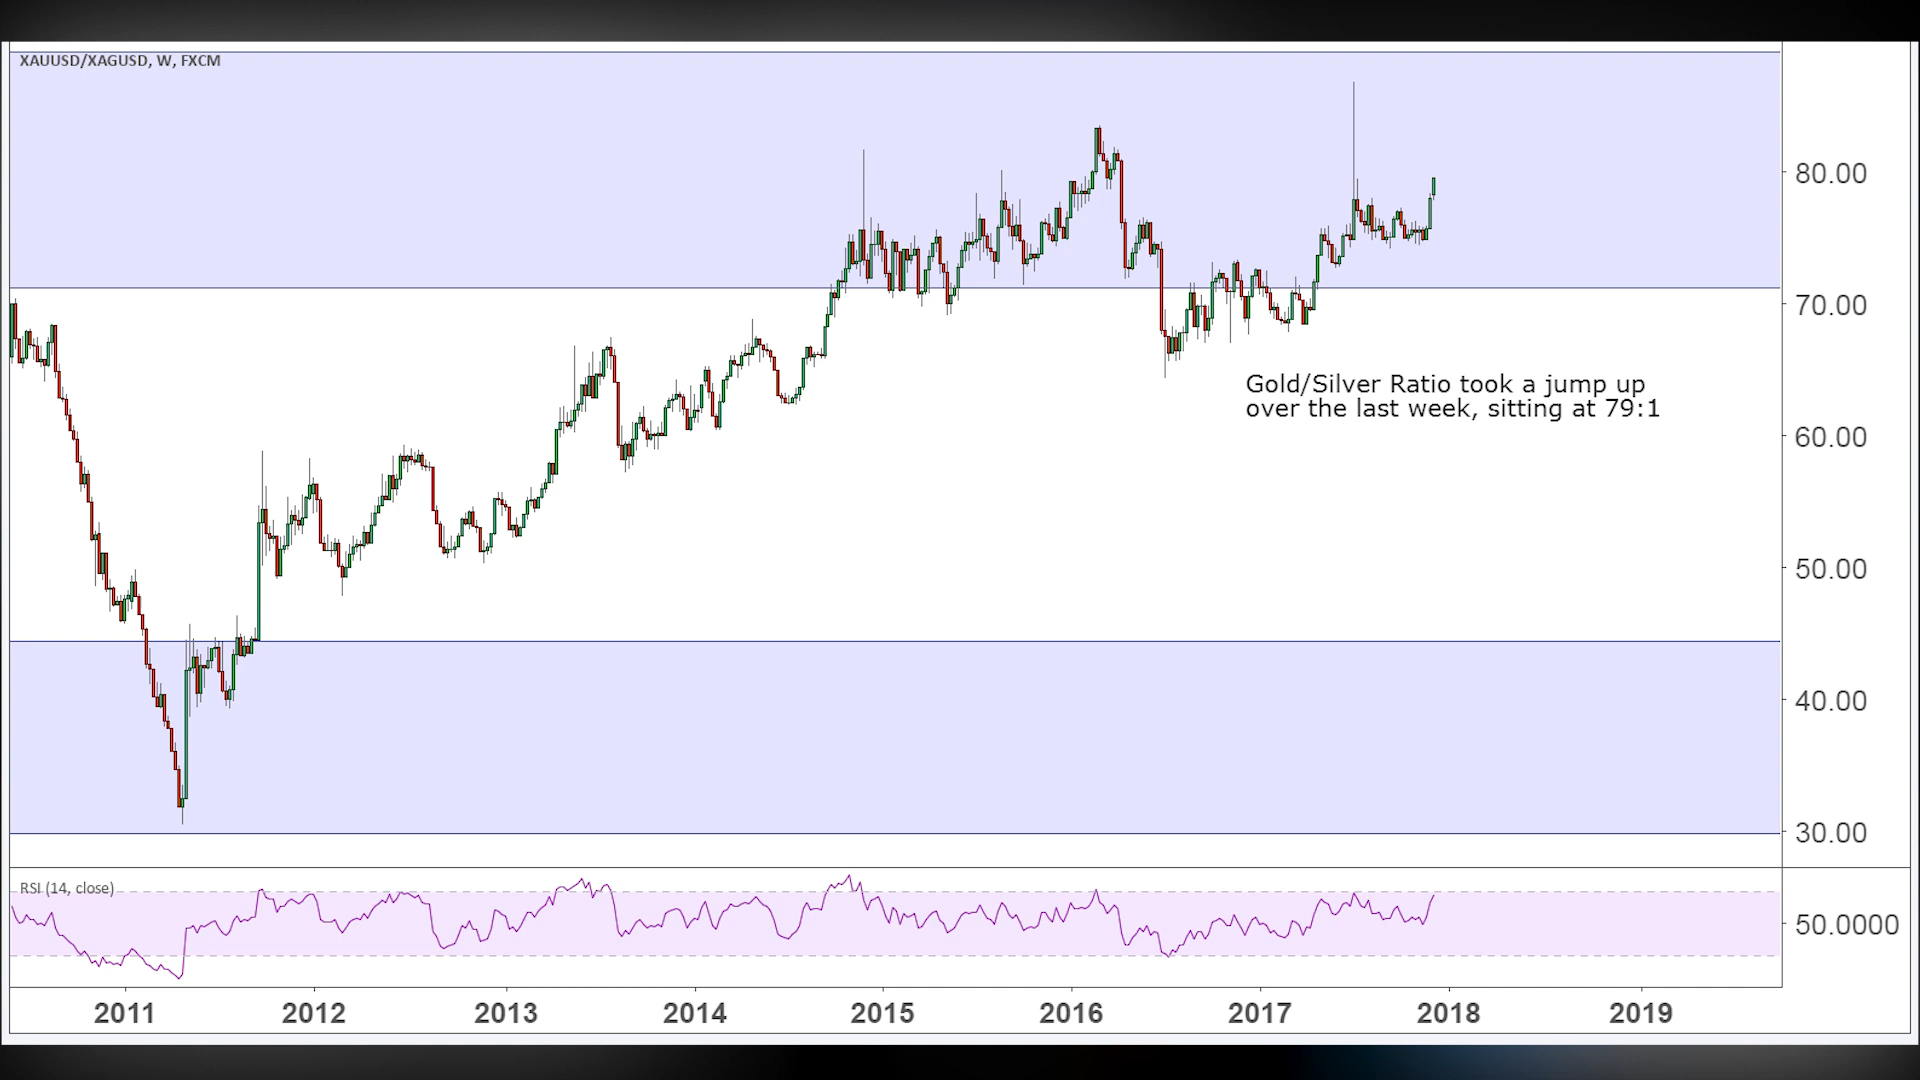 XAUUSD/XAGUSD, W, FXCM
80.00
70.00
Gold/Silver Ratio took a jump up
over the last week, sitting at 79:1
60.00
50.00
40.00
30.00
RSI (14, close)
50.0000
2011 2012 2013 2014 2015 2016 2017 2018 2019